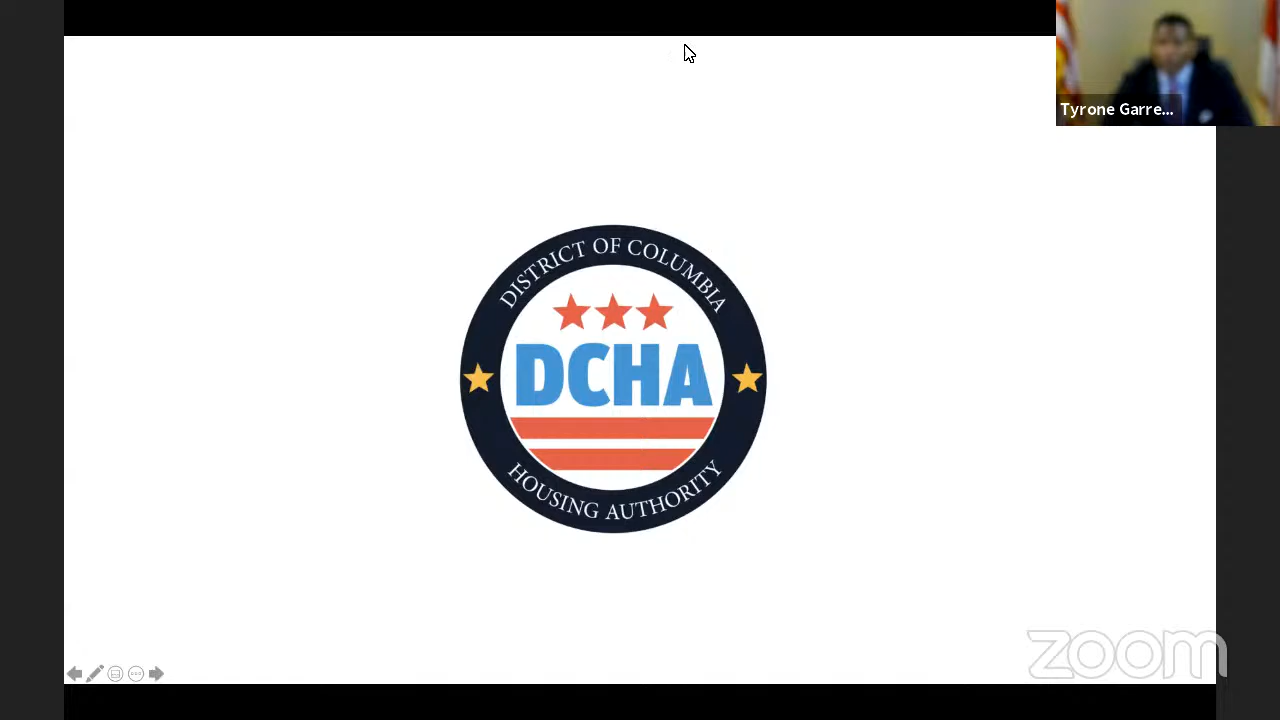 Tyrone Garre...
DISTRICT OF COLUMBIA
DCHA
HOUSING AUTHORITY
zoom